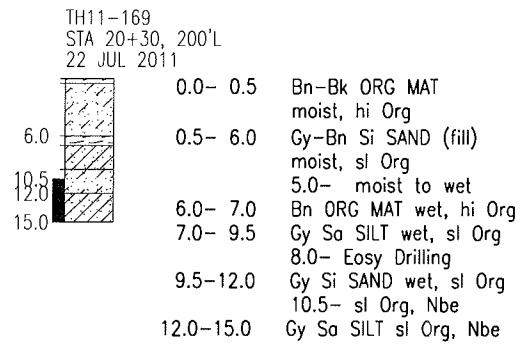 TH11-169
STA 20+30, 200'L
22 JUL 2011
0.0- 0.5 Bn-Bk ORG MAT
moist, hi Org
6.0
0.5- 6.0 Gy-Bn Si SAND (fill)
moist, sl Org
5.0- moist to wet
10.5
12.0
6.0- 7.0 Bn ORG MAT wet, hi Org
15.0
7.0- 9.5 Gy Sa SILT wet, sl Org
8.0- Easy Drilling
9.5-12.0 Gy Si SAND wet, sl Org
10.5- sl Org, Nbe
12.0-15.0 Gy Sa SILT sl Org, Nbe